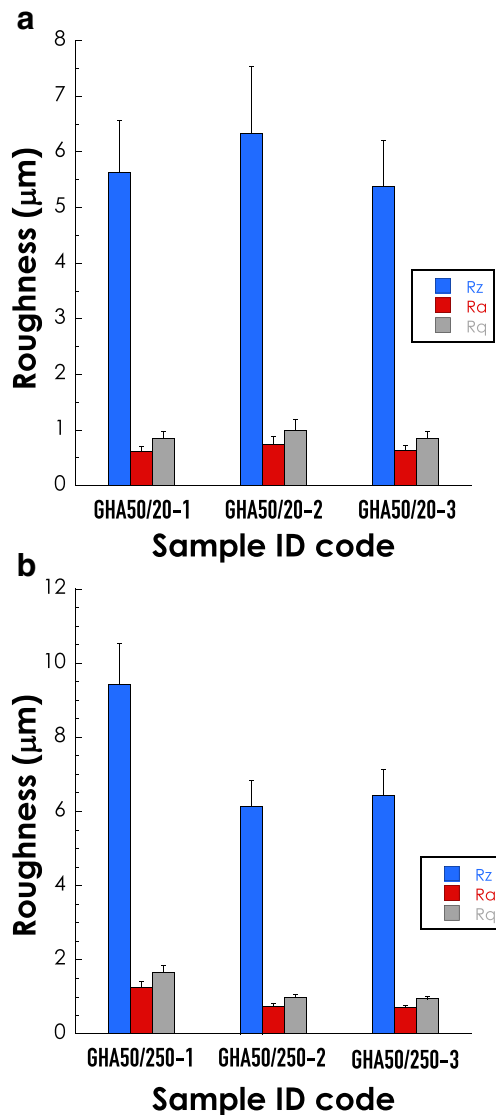 a
8
7
6
5
4
3
2
1
0
Roughness (μm)
Rz
Ra
Rq
GHA50/20-1 GHA50/20-2 GHA50/20-3
Sample ID code
b
12
10
8
6
4
2
0
Roughness (μm)
Rz
Ra
Rq
GHA50/250-1 GHA50/250-2 GHA50/250-3
Sample ID code